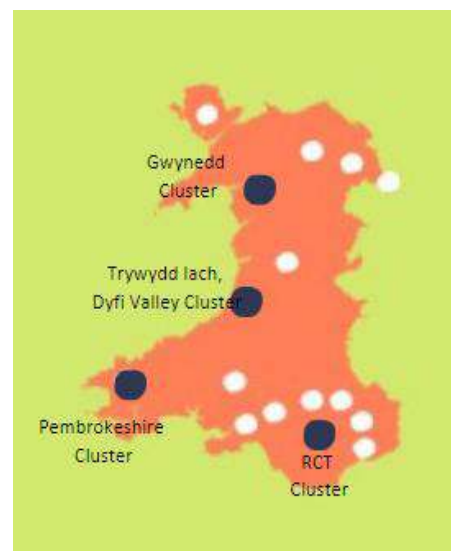 Gwynedd
Cluster
Trywydd Iach,
Dyfi Valley Cluster
Pembrokeshire
Cluster
RCT
Cluster